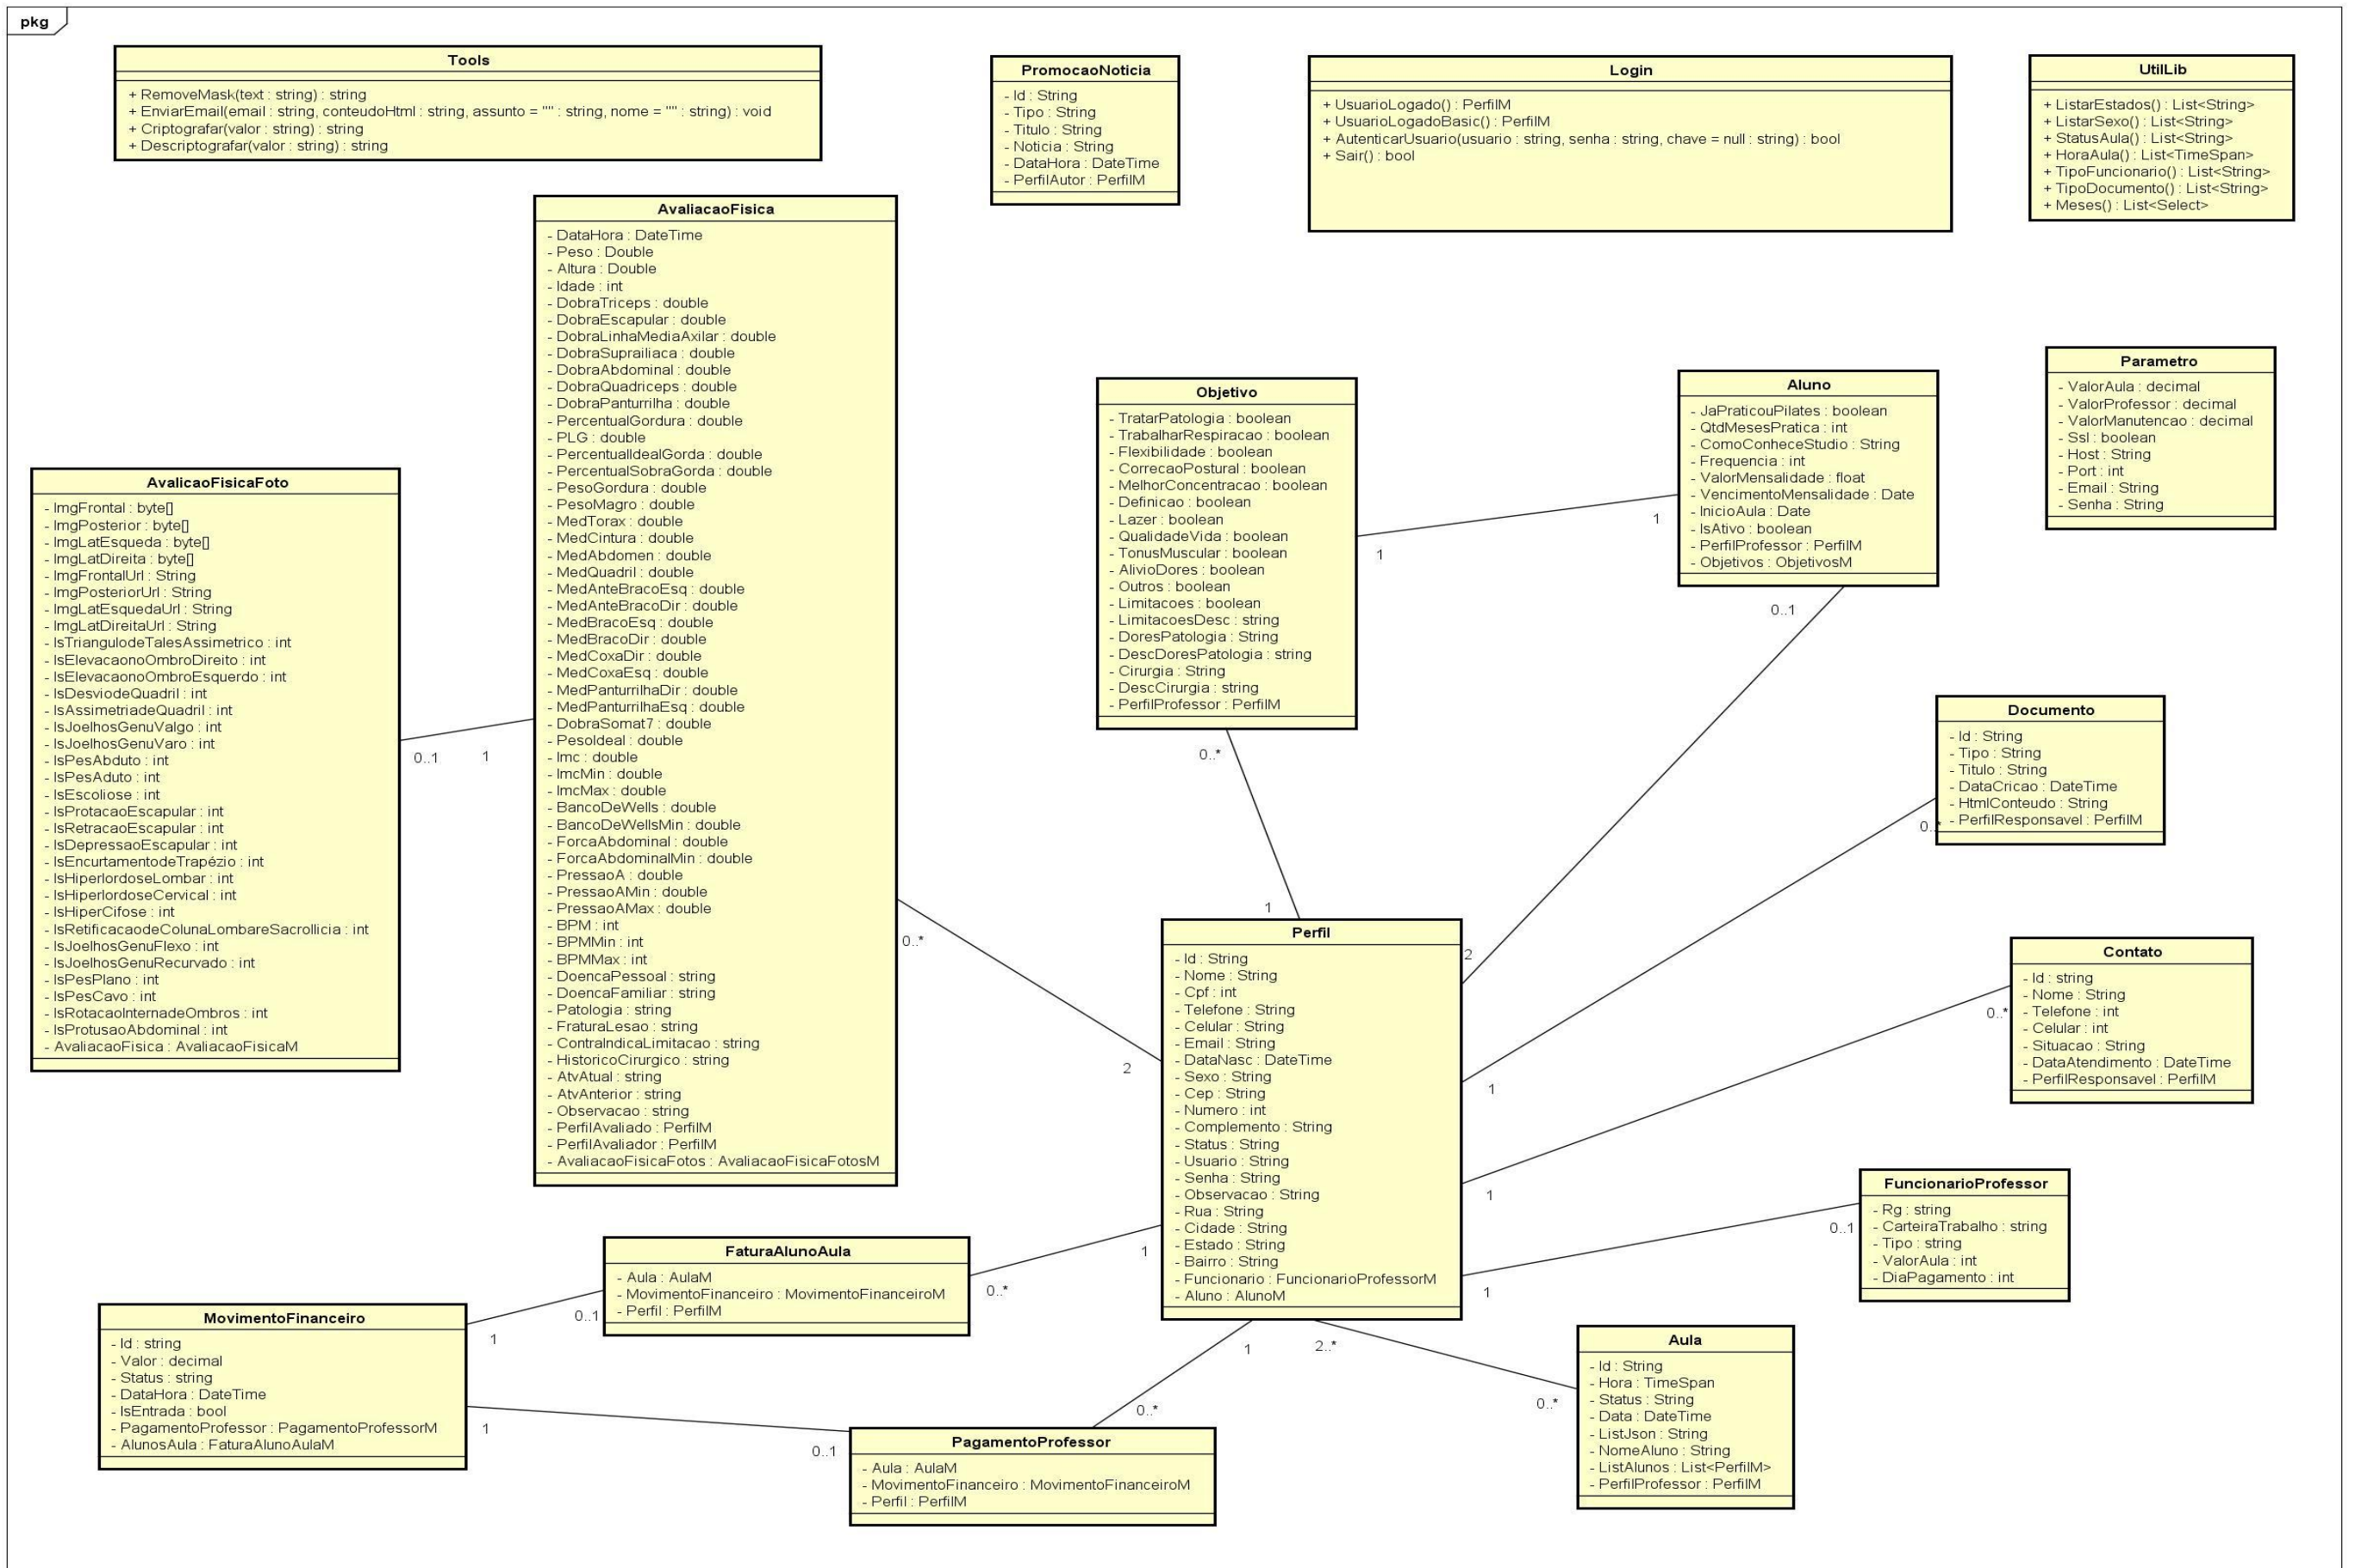 pkg
Tools
+ RemoveMask(text : string) : string
+ EnviarEmail(email : string, conteudoHtml : string, assunto = "" : string, nome = "" : string) : void
+ Criptografar(valor : string) : string
+ Descriptografar(valor : string) : string
PromocaoNoticia
- Id : String
- Tipo : String
- Titulo : String
- Noticia : String
- DataHora : DateTime
- PerfilAutor : PerfilM
Login
+ UsuarioLogado() : PerfilM
+ UsuarioLogadoBasic() : PerfilM
+ AutenticarUsuario(usuario : string, senha : string, chave = null : string) : bool
+ Sair() : bool
UtilLib
+ ListarEstados() : List<String>
+ ListarSexo() : List<String>
+ StatusAula() : List<String>
+ HoraAula() : List<TimeSpan>
+ TipoFuncionario() : List<String>
+ TipoDocumento() : List<String>
+ Meses() : List<Select>
AvaliacaoFisica
- DataHora : DateTime
- Peso : Double
- Altura : Double
- Idade : int
- DobraTriceps : double
- DobraEscapular : double
- DobraLinhaMediaAxilar : double
- DobraSuprailiaca : double
- DobraAbdominal : double
- DobraQuadriceps : double
- DobraPanturrilha : double
- PercentualGordura : double
- PLG : double
- PercentualIdealGorda : double
- PercentualSobraGorda : double
- PesoGordura : double
- PesoMagro : double
- MedTorax : double
- MedCintura : double
- MedAbdomen : double
- MedQuadril : double
- MedAnteBracoEsq : double
- MedAnteBracoDir : double
- MedBracoEsq : double
- MedBracoDir : double
- MedCoxaDir : double
- MedCoxaEsq : double
- MedPanturrilhaDir : double
- MedPanturrilhaEsq : double
- DobraSomat7 : double
- PesoIdeal : double
- Imc : double
- ImcMin : double
- ImcMax : double
- BancoDeWells : double
- BancoDeWellsMin : double
- ForcaAbdominal : double
- ForcaAbdominalMin : double
- PressaoA : double
- PressaoAMin : double
- PressaoAMax : double
- BPM : int
- BPMMin : int
- BPMMax : int
- DoencaPessoal : string
- DoencaFamiliar : string
- Patologia : string
- FraturaLesao : string
- ContraIndicaLimitacao : string
- HistoricoCirurgico : string
- AtvAtual : string
- AtvAnterior : string
- Observacao : string
- PerfilAvaliado : PerfilM
- PerfilAvaliador : PerfilM
- AvaliacaoFisicaFotos : AvaliacaoFisicaFotosM
AvalicaoFisicaFoto
- ImgFrontal : byte[]
- ImgPosterior : byte[]
- ImgLatEsqueda : byte[]
- ImgLatDireita : byte[]
- ImgFrontalUrl : String
- ImgPosteriorUrl : String
- ImgLatEsquedaUrl : String
- ImgLatDireitaUrl : String
- IsTriangulodeTalesAssimetrico : int
- IsElevacaonoOmbroDireito : int
- IsElevacaonoOmbroEsquerdo : int
- IsDesviodeQuadril : int
- IsAssimetriadeQuadril : int
- IsJoelhosGenuValgo : int
- IsJoelhosGenuVaro : int
- IsPesAbduto : int
- IsPesAduto : int
- IsEscoliose : int
- IsProtacaoEscapular : int
- IsRetracaoEscapular : int
- IsDepressaoEscapular : int
- IsEncurtamentodeTrapézio : int
- IsHiperlordoseLombar : int
- IsHiperlordoseCervical : int
- IsHiperCifose : int
- IsRetificacaodeColunaLombareSacrollicia : int
- IsJoelhosGenuFlexo : int
- IsJoelhosGenuRecurvado : int
- IsPesPlano : int
- IsPesCavo : int
- IsRotacaoInternadeOmbros : int
- IsProtusaoAbdominal : int
- AvaliacaoFisica : AvaliacaoFisicaM
0..1
1
Objetivo
- TratarPatologia : boolean
- TrabalharRespiracao : boolean
- Flexibilidade : boolean
- CorrecaoPostural : boolean
- MelhorConcentracao : boolean
- Definicao : boolean
- Lazer : boolean
- QualidadeVida : boolean
- TonusMuscular : boolean
- AlivioDores : boolean
- Outros : boolean
- Limitacoes : boolean
- LimitacoesDesc : string
- DoresPatologia : String
- DescDoresPatologia : string
- Cirurgia : String
- DescCirurgia : string
- PerfilProfessor : PerfilM
1
1
Aluno
- JaPraticouPilates : boolean
- QtdMesesPratica : int
- ComoConheceStudio : String
- Frequencia : int
- ValorMensalidade : float
- VencimentoMensalidade : Date
- InicioAula : Date
- IsAtivo : boolean
- PerfilProfessor : PerfilM
- Objetivos : ObjetivosM
0..1
Parametro
- ValorAula : decimal
- ValorProfessor : decimal
- ValorManutencao : decimal
- Ssl : boolean
- Host : String
- Port : int
- Email : String
- Senha : String
0..*
1
2
0..*
2
Documento
- Id : String
- Tipo : String
- Titulo : String
- DataCricao : DateTime
- HtmlConteudo : String
- PerfilResponsavel : PerfilM
0..*
Perfil
- Id : String
- Nome : String
- Cpf : int
- Telefone : String
- Celular : String
- Email : String
- DataNasc : DateTime
- Sexo : String
- Cep : String
- Numero : int
- Complemento : String
- Status : String
- Usuario : String
- Senha : String
- Observacao : String
- Rua : String
- Cidade : String
- Estado : String
- Bairro : String
- Funcionario : FuncionarioProfessorM
- Aluno : AlunoM
1
Contato
- Id : string
- Nome : String
- Telefone : int
- Celular : int
- Situacao : String
- DataAtendimento : DateTime
- PerfilResponsavel : PerfilM
0..*
1
FuncionarioProfessor
- Rg : string
- CarteiraTrabalho : string
- Tipo : string
- ValorAula : int
- DiaPagamento : int
0..1
1
FaturaAlunoAula
- Aula : AulaM
- MovimentoFinanceiro : MovimentoFinanceiroM
- Perfil : PerfilM
1
0..*
MovimentoFinanceiro
- Id : string
- Valor : decimal
- Status : string
- DataHora : DateTime
- IsEntrada : bool
- PagamentoProfessor : PagamentoProfessorM
- AlunosAula : FaturaAlunoAulaM
1
0..1
1
0..1
PagamentoProfessor
- Aula : AulaM
- MovimentoFinanceiro : MovimentoFinanceiroM
- Perfil : PerfilM
1
0..*
2..*
0..*
Aula
- Id : String
- Hora : TimeSpan
- Status : String
- Data : DateTime
- ListJson : String
- NomeAluno : String
- ListAlunos : List<PerfilM>
- PerfilProfessor : PerfilM